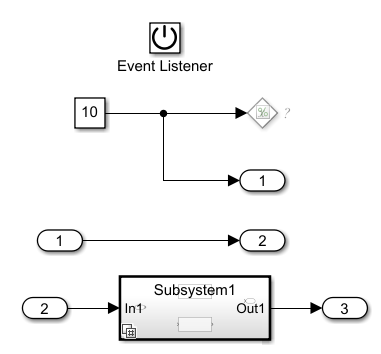 Event Listener
10
?
1
1
2
Subsystem1
2
In1
Out1
3